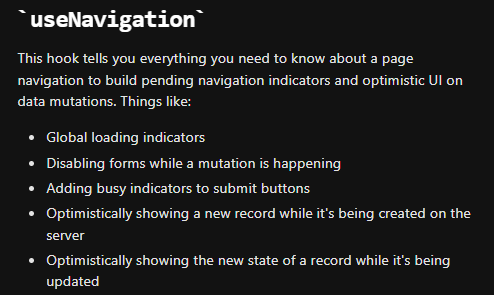 `useNavigation`
This hook tells you everything you need to know about a page
navigation to build pending navigation indicators and optimistic UI on
data mutations. Things like:
• Global loading indicators
• Disabling forms while a mutation is happening
• Adding busy indicators to submit buttons
• Optimistically showing a new record while it's being created on the
server
• Optimistically showing the new state of a record while it's being
updated